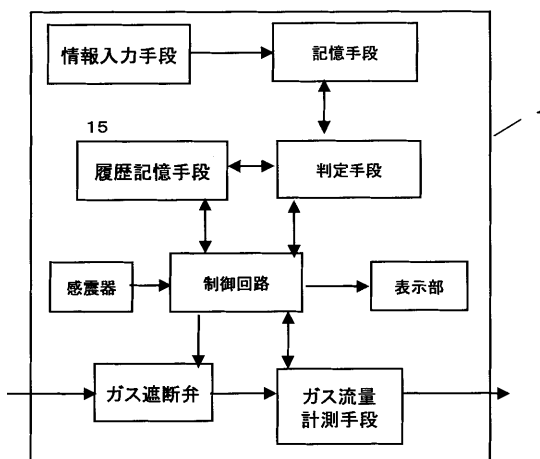 情報入力手段
記憶手段
15
履歴記憶手段
判定手段
感震器
制御回路
表示部
ガス遮断弁
ガス流量
計測手段